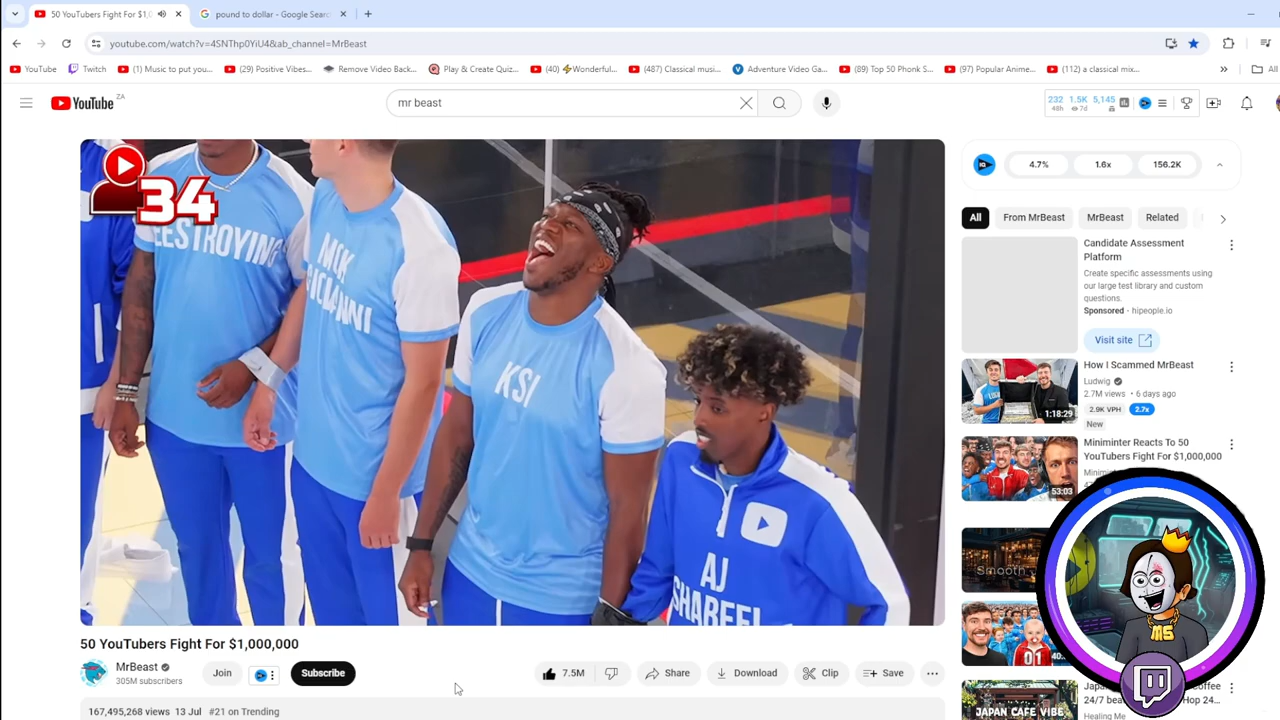 50 YouTubers Fight For $1,0
pound to dollar - Google Searc
youtube.com/watch?v=4SNThp0YiU4&ab_channel=MrBeast
YouTube
Twitch
(1) Music to put you...
(29) Positive Vibes...
Remove Video Back...
Play & Create Quiz...
(40) ⚡Wonderful...
(487) Classical musi...
Adventure Video Ga...
(89) Top 50 Phonk S...
(97) Popular Anime...
(112) a classical mix...
»
All
YouTube ZA
mr beast
232 1.5K 5,145
48h 7d
34
DESTROYING
KSI
AJ
SHABEEL
4.7%
1.6x
156.2K
All
From MrBeast
MrBeast
Related
Candidate Assessment
Platform
Create specific assessments using
our large test library and custom
questions.
Sponsored · hipeople.io
Visit site
How I Scammed MrBeast
Ludwig
2.7M views • 6 days ago
2.9K VPH
2.7x
New
1:18:29
Miniminter Reacts To 50
YouTubers Fight For $1,000,000
53:03
Smooth
01
MS
JAPAN CAFE VIBE
24/7 bea
Healing Me
50 YouTubers Fight For $1,000,000
MrBeast
305M subscribers
Join
Subscribe
7.5M
Share
Download
Clip
Save
167,495,268 views 13 Jul #21 on Trending